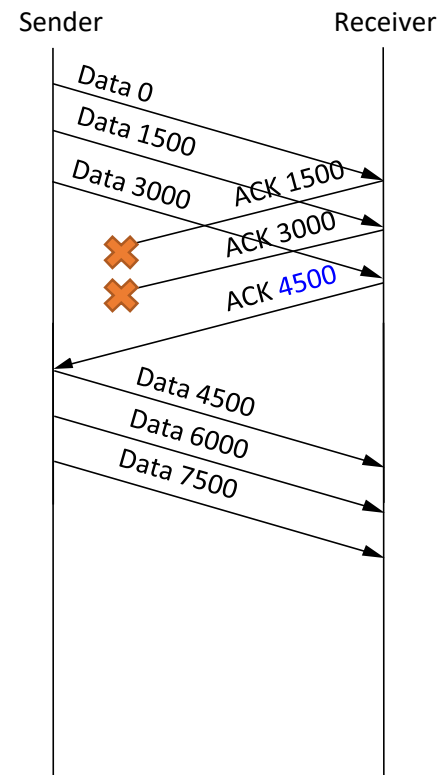 Sender
Receiver
Data 0
Data 1500
Data 3000
ACK 1500
ACK 3000
ACK 4500
Data 4500
Data 6000
Data 7500